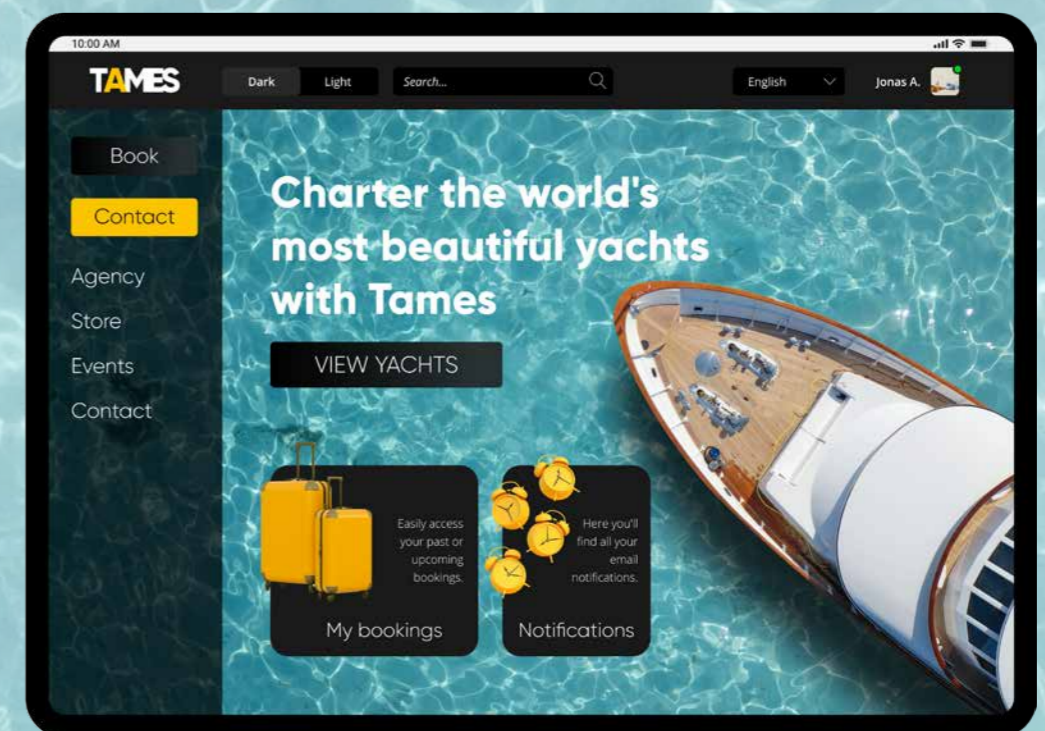 10:00 AM
TAMES
Dark
Light
Search...
English
Jonas A.
Book
Contact
Agency
Store
Events
Contact
Charter the world's
most beautiful yachts
with Tames
VIEW YACHTS
Easily access
your past or
upcoming
bookings.
My bookings
Here you'll
find all your
email
notifications.
Notifications